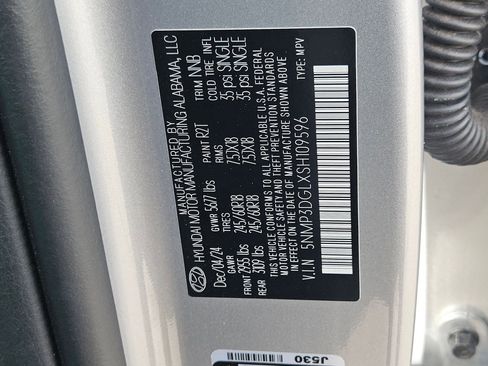 MANUFACTURED BY
HYUNDAI MOTOR MANUFACTURING ALABAMA, LLC
Dec/04/24 GVWR 5677 lbs PAINT R2T TRIM NNB
GAWR TIRES COLD TIRE INFL
FRONT 2955 lbs 245/60R18 7.5JX18 35 psi SINGLE
REAR 3109 lbs 245/60R18 7.5JX18 35 psi SINGLE
THIS VEHICLE CONFORMS TO ALL APPLICABLE U.S.A. FEDERAL
MOTOR VEHICLE SAFETY AND THEFT PREVENTION STANDARDS
IN EFFECT ON THE DATE OF MANUFACTURE SHOWN ABOVE.
V.I.N 5NMP3DGLXSH109596 TYPE: MPV
J530